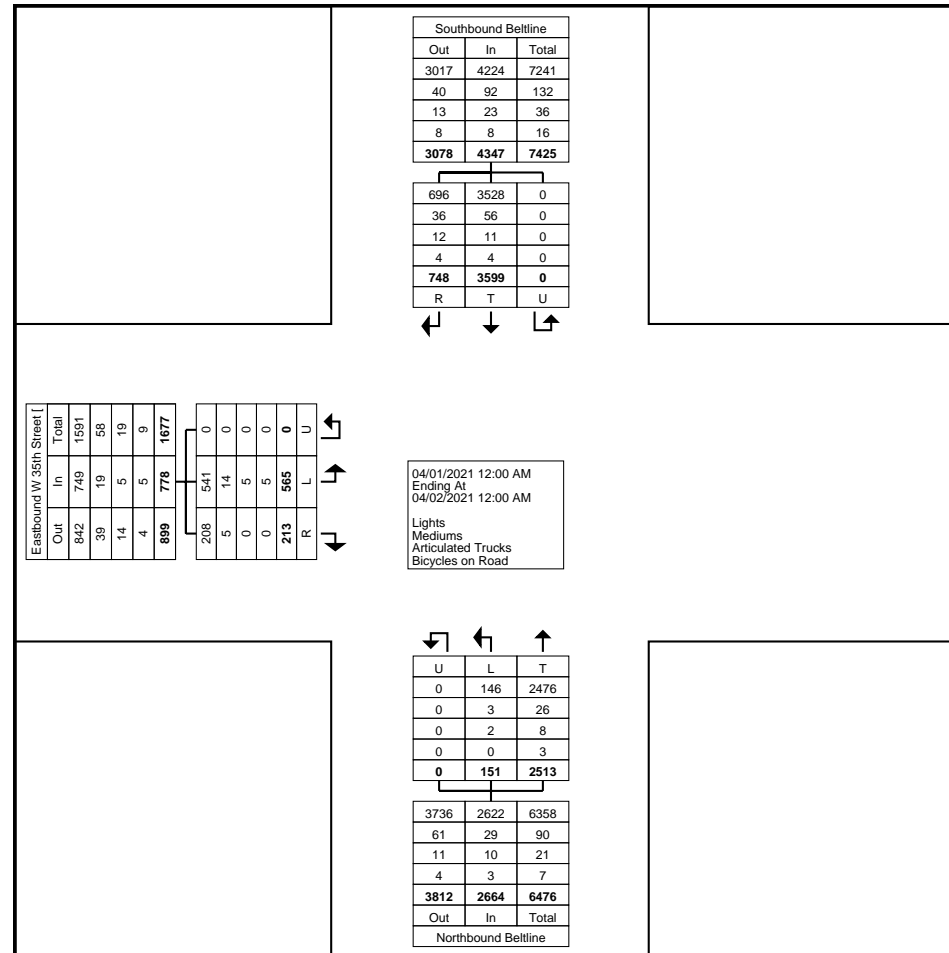 Southbound Beltline
Out In Total
3017 4224 7241
40 92 132
13 23 36
8 8 16
3078 4347 7425
696 3528 0
36 56 0
12 11 0
4 4 0
748 3599 0
R T U
Eastbound W 35th Street [
Out In Total
842 749 1591
39 19 58
14 5 19
4 5 9
899 778 1677
208 541 0
5 14 0
0 5 0
0 5 0
213 565 0
R L U
04/01/2021 12:00 AM
Ending At
04/02/2021 12:00 AM
Lights
Mediums
Articulated Trucks
Bicycles on Road
U L T
0 146 2476
0 3 26
0 2 8
0 0 3
0 151 2513
3736 2622 6358
61 29 90
11 10 21
4 3 7
3812 2664 6476
Out In Total
Northbound Beltline